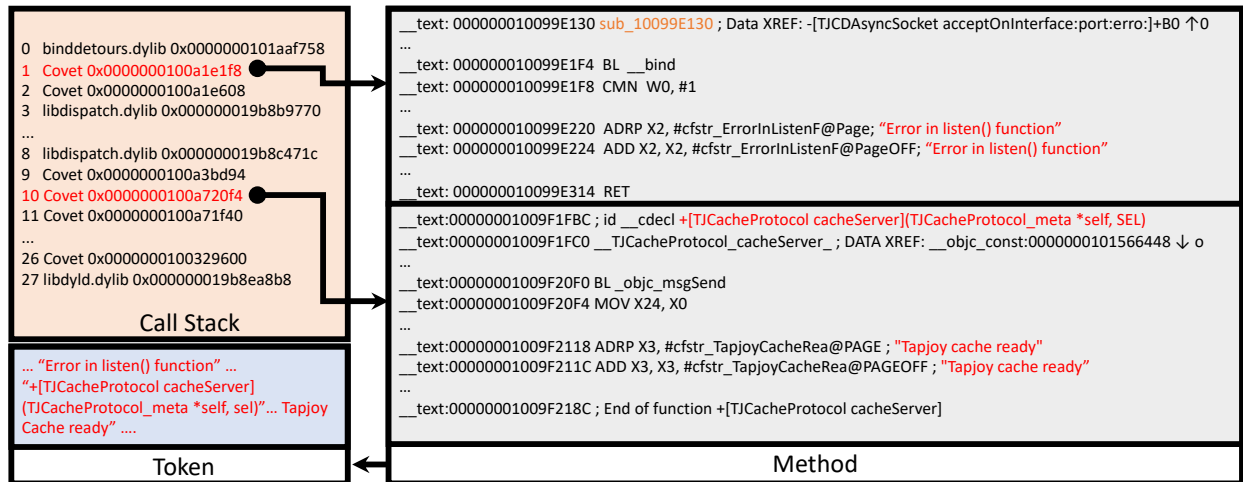 0 binddetours.dylib 0x0000000101aaf758
1 Covet 0x0000000100a1e1f8
2 Covet 0x0000000100a1e608
3 libdispatch.dylib 0x000000019b8b9770
...
8 libdispatch.dylib 0x000000019b8c471c
9 Covet 0x0000000100a3bd94
10 Covet 0x0000000100a720f4
11 Covet 0x0000000100a71f40
...
26 Covet 0x0000000100329600
27 libdyld.dylib 0x000000019b8ea8b8
Call Stack
... “Error in listen() function” ...
“+[TJCacheProtocol cacheServer]
(TJCacheProtocol_meta *self, sel)”... Tapjoy
Cache ready” ....
Token
__text: 000000010099E130 sub_10099E130 ; Data XREF: -[TJCDAsyncSocket acceptOnInterface:port:erro:]+B0 ↑0
...
__text: 000000010099E1F4 BL __bind
__text: 000000010099E1F8 CMN W0, #1
...
__text: 000000010099E220 ADRP X2, #cfstr_ErrorInListenF@Page; “Error in listen() function”
__text: 000000010099E224 ADD X2, X2, #cfstr_ErrorInListenF@PageOFF; “Error in listen() function”
...
__text: 000000010099E314 RET
__text:00000001009F1FBC ; id __cdecl +[TJCacheProtocol cacheServer](TJCacheProtocol_meta *self, SEL)
__text:00000001009F1FC0 __TJCacheProtocol_cacheServer_ ; DATA XREF: __objc_const:0000000101566448 ↓ o
...
__text:00000001009F20F0 BL _objc_msgSend
__text:00000001009F20F4 MOV X24, X0
...
__text:00000001009F2118 ADRP X3, #cfstr_TapjoyCacheRea@PAGE ; "Tapjoy cache ready"
__text:00000001009F211C ADD X3, X3, #cfstr_TapjoyCacheRea@PAGEOFF ; "Tapjoy cache ready”
...
__text:00000001009F218C ; End of function +[TJCacheProtocol cacheServer]
Method